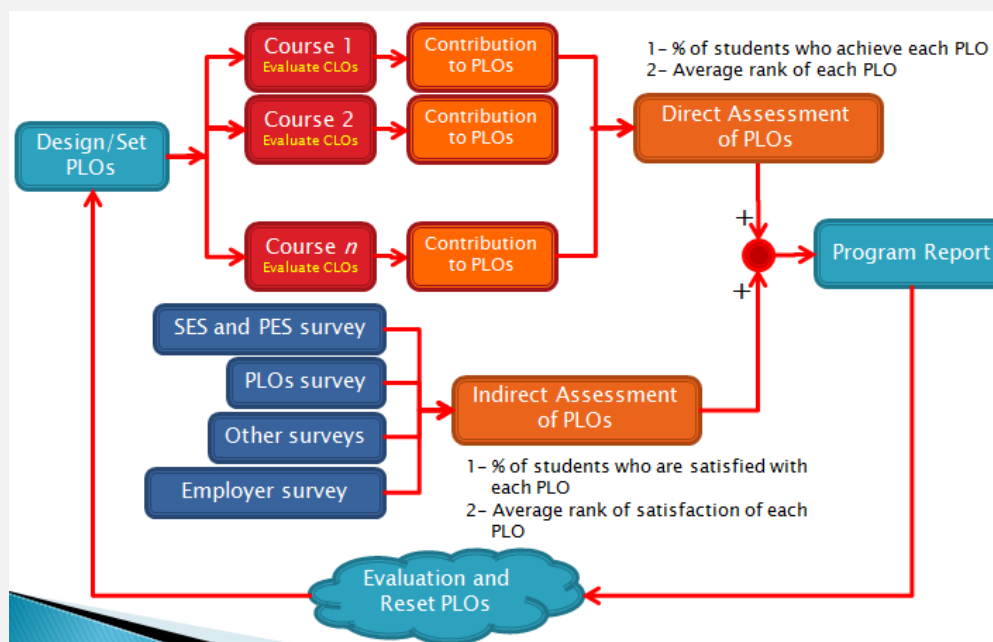 Course 1
Evaluate CLOs
Contribution
to PLOs
1- % of students who achieve each PLO
2- Average rank of each PLO
Course 2
Evaluate CLOs
Contribution
to PLOs
Direct Assessment
of PLOs
Design/Set
PLOs
+
Course n
Evaluate CLOs
Contribution
to PLOs
Program Report
+
SES and PES survey
PLOs survey
Other surveys
Employer survey
Indirect Assessment
of PLOs
1- % of students who are satisfied with
each PLO
2- Average rank of satisfaction of each
PLO
Evaluation and
Reset PLOs